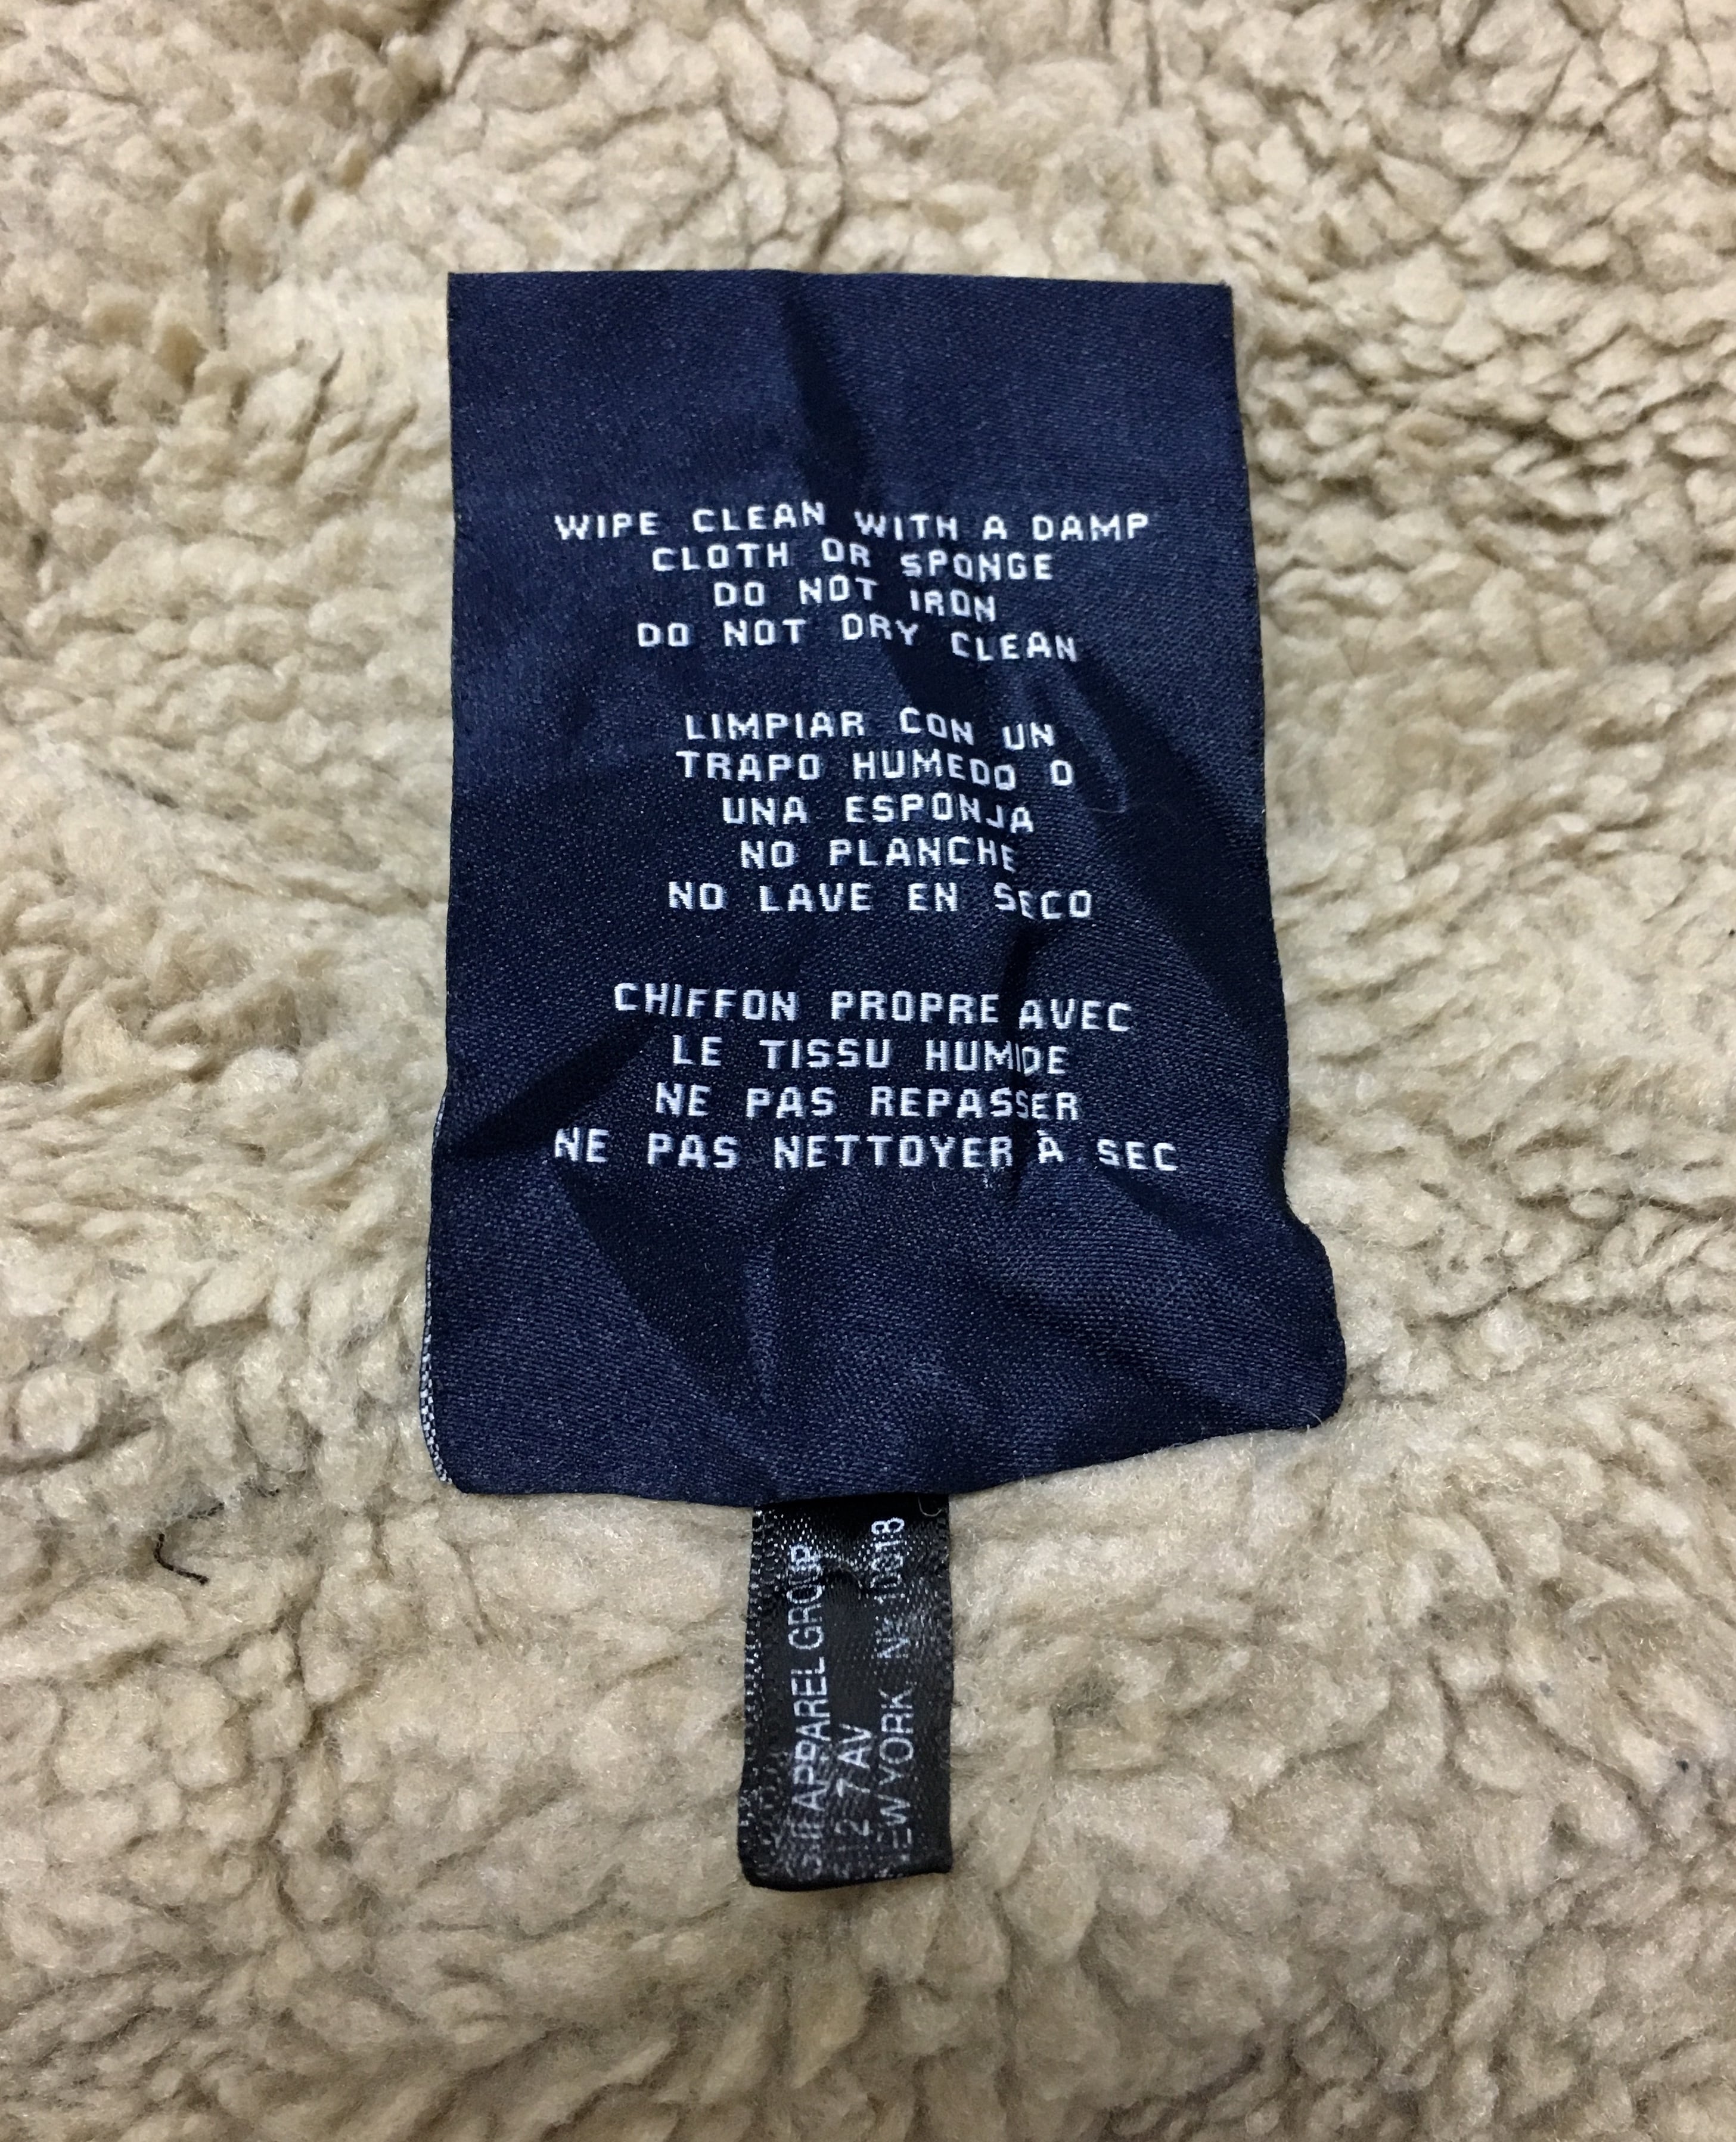 WIPE CLEAN WITH A DAMP
CLOTH OR SPONGE
DO NOT IRON
DO NOT DRY CLEAN
LIMPIAR CON UN
TRAPO HUMEDO O
UNA ESPONJA
NO PLANCHE
NO LAVE EN SECO
CHIFFON PROPRE AVEC
LE TISSU HUMIDE
NE PAS REPASSER
NE PAS NETTOYER À SEC
APPAREL GROUP
7 AV
YORK 10018